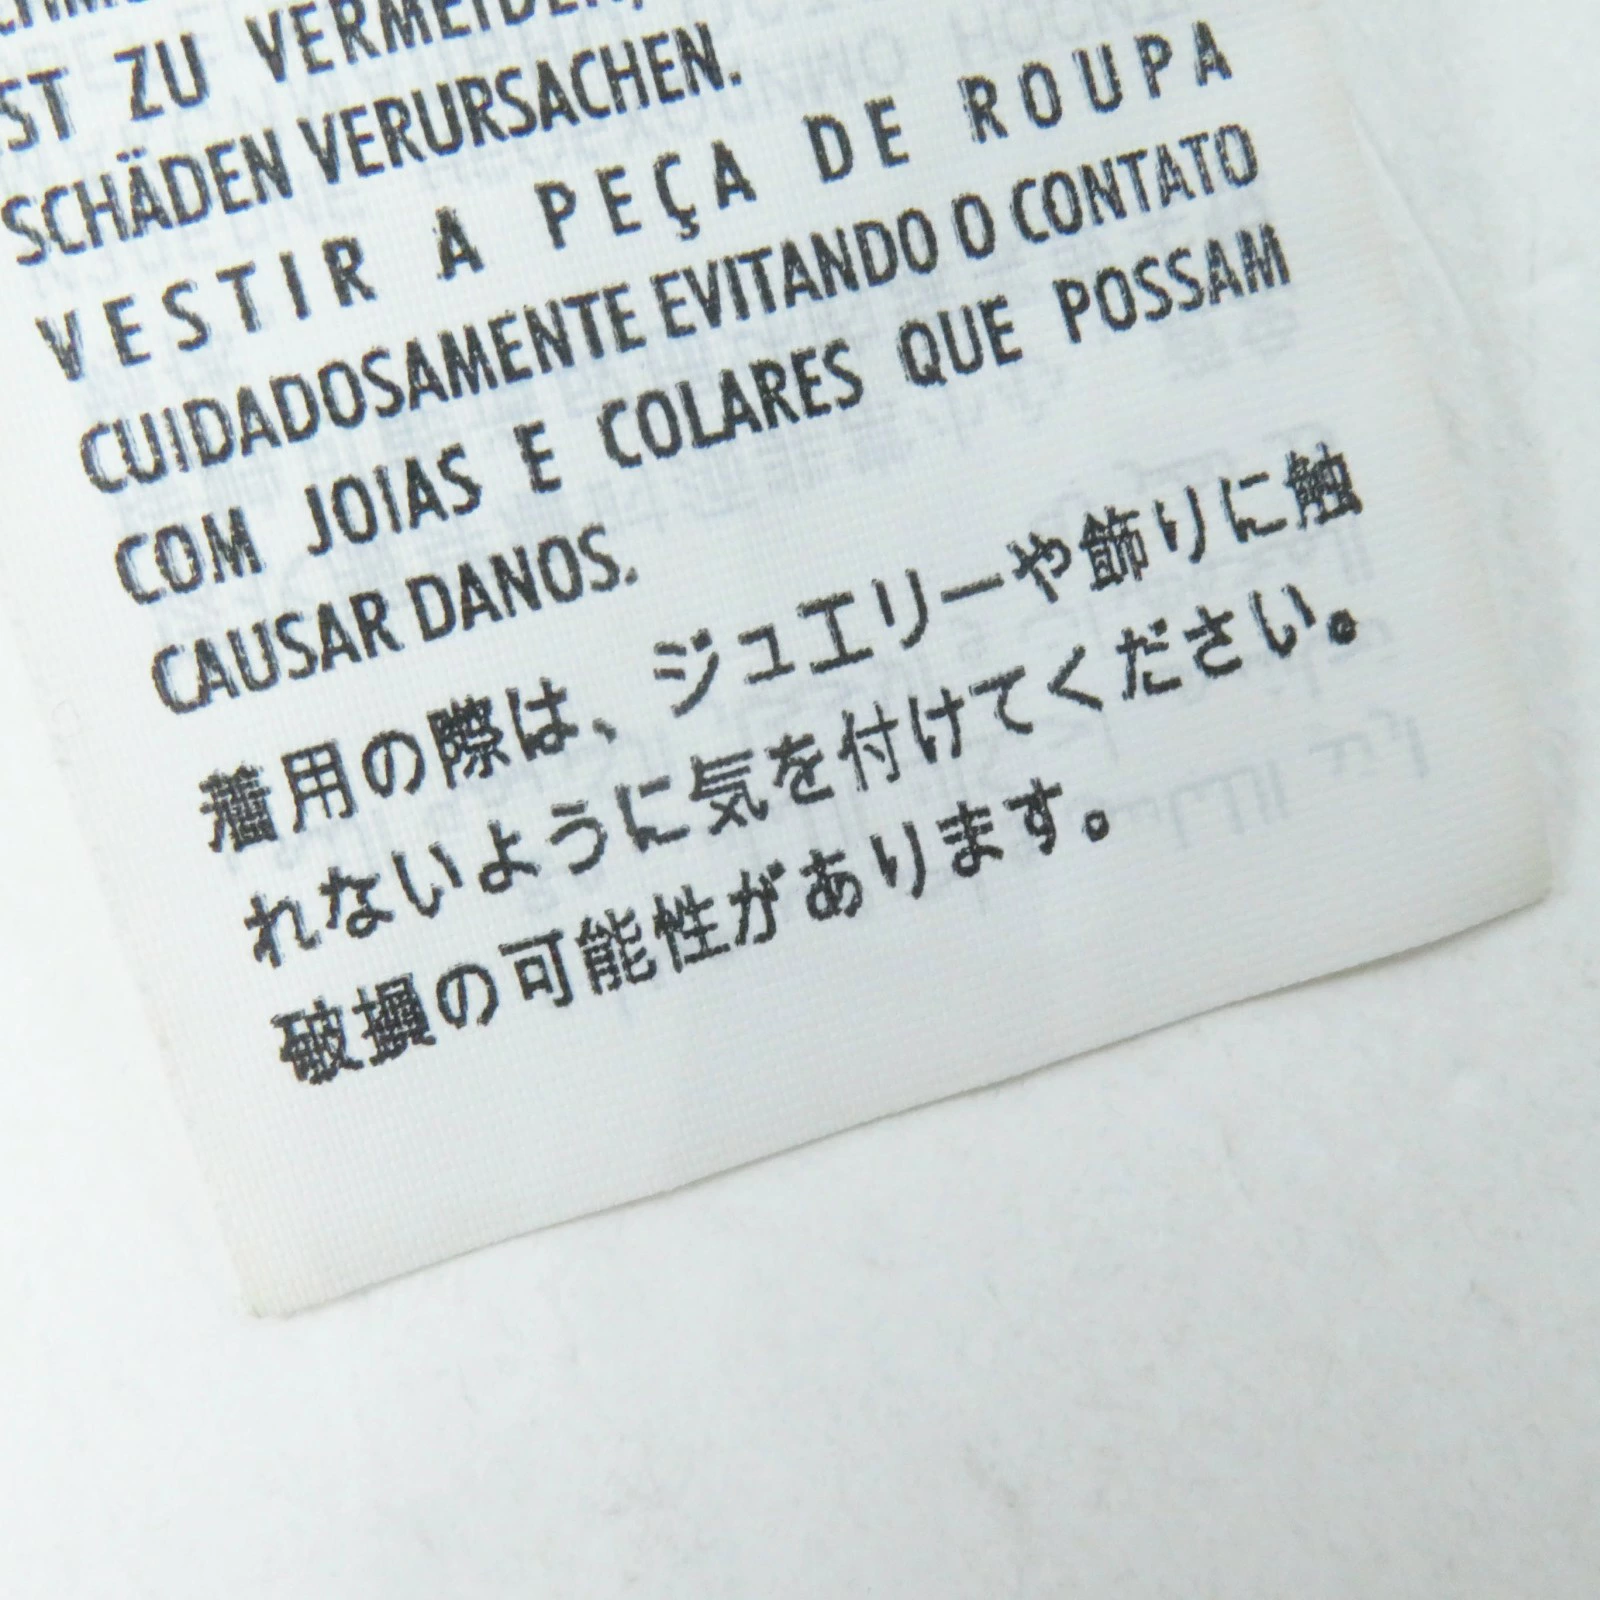 ST ZU VERMEIDEN,
SCHÄDEN VERURSACHEN.
VESTIR A PEÇA DE ROUPA
CUIDADOSAMENTE EVITANDO O CONTATO
COM JOIAS E COLARES QUE POSSAM
CAUSAR DANOS.
着用の際は、ジュエリーや飾りに触
れないように気を付けてください。
破損の可能性があります。